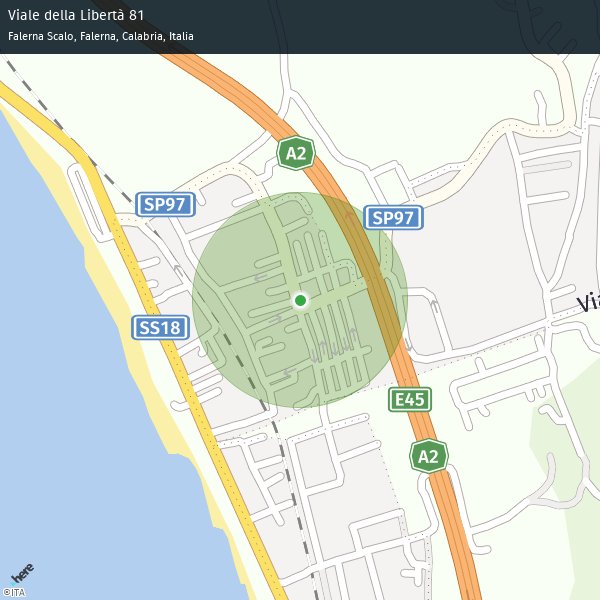 Viale della Libertà 81
Falerna Scalo, Falerna, Calabria, Italia
A2
SP97
SP97
Via
SS18
E45
A2
here
©ITA